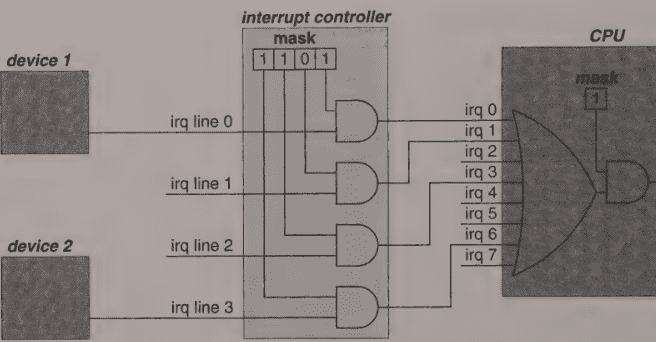 interrupt controller
mask
1 1 0 1
device 1
irq line 0
irq line 1
device 2
irq line 2
irq line 3
CPU
mask
1
irq 0
irq 1
irq 2
irq 3
irq 4
irq 5
irq 6
irq 7